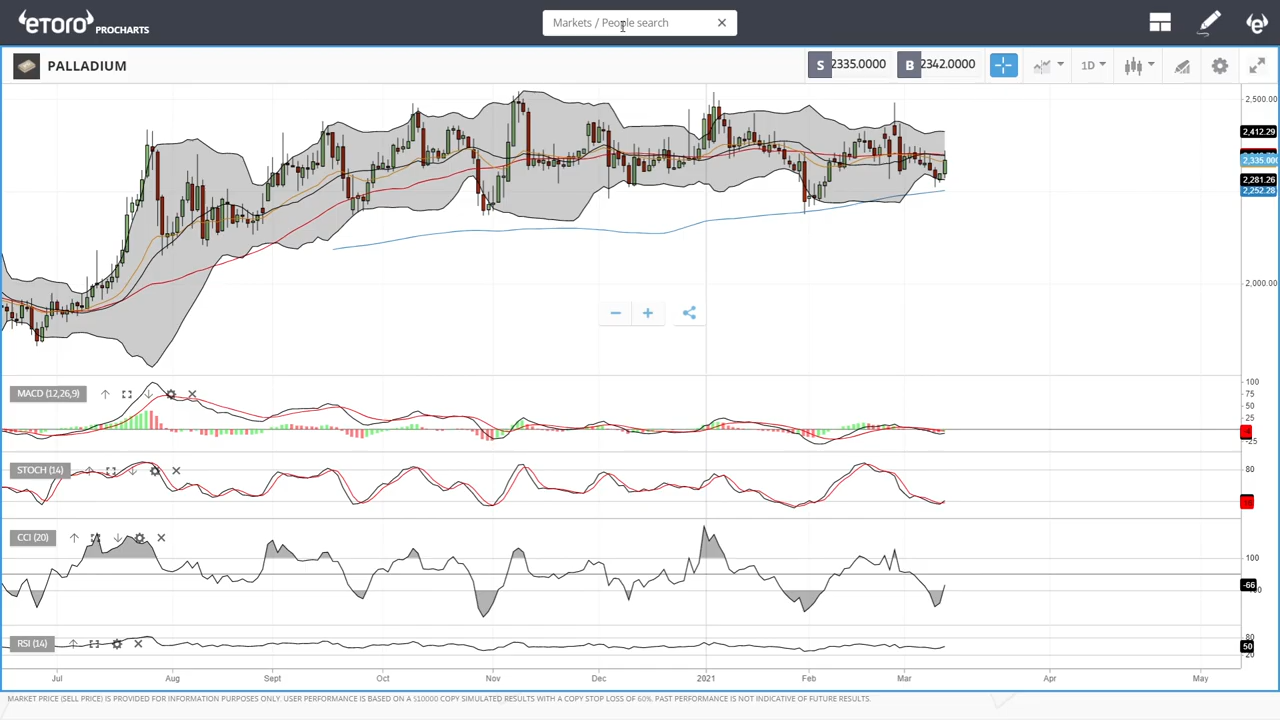 eToro PROCHARTS
Markets / People search
PALLADIUM
S 2335.0000
B 2342.0000
1D
2,500.00
2,412.29
2,335.000
2,281.26
2,252.28
2,000.00
MACD (12,26,9)
100
75
50
25
-25
STOCH (14)
80
CCI (20)
100
-66
RSI (14)
80
50
20
Jul Aug Sept Oct Nov Dec 2021 Feb Mar Apr May
MARKET PRICE (SELL PRICE) IS PROVIDED FOR INFORMATION PURPOSES ONLY. USER PERFORMANCE IS BASED ON A $10000 COPY SIMULATED RESULTS WITH A COPY STOP LOSS OF 60%. PAST PERFORMANCE IS NOT INDICATIVE OF FUTURE RESULTS.